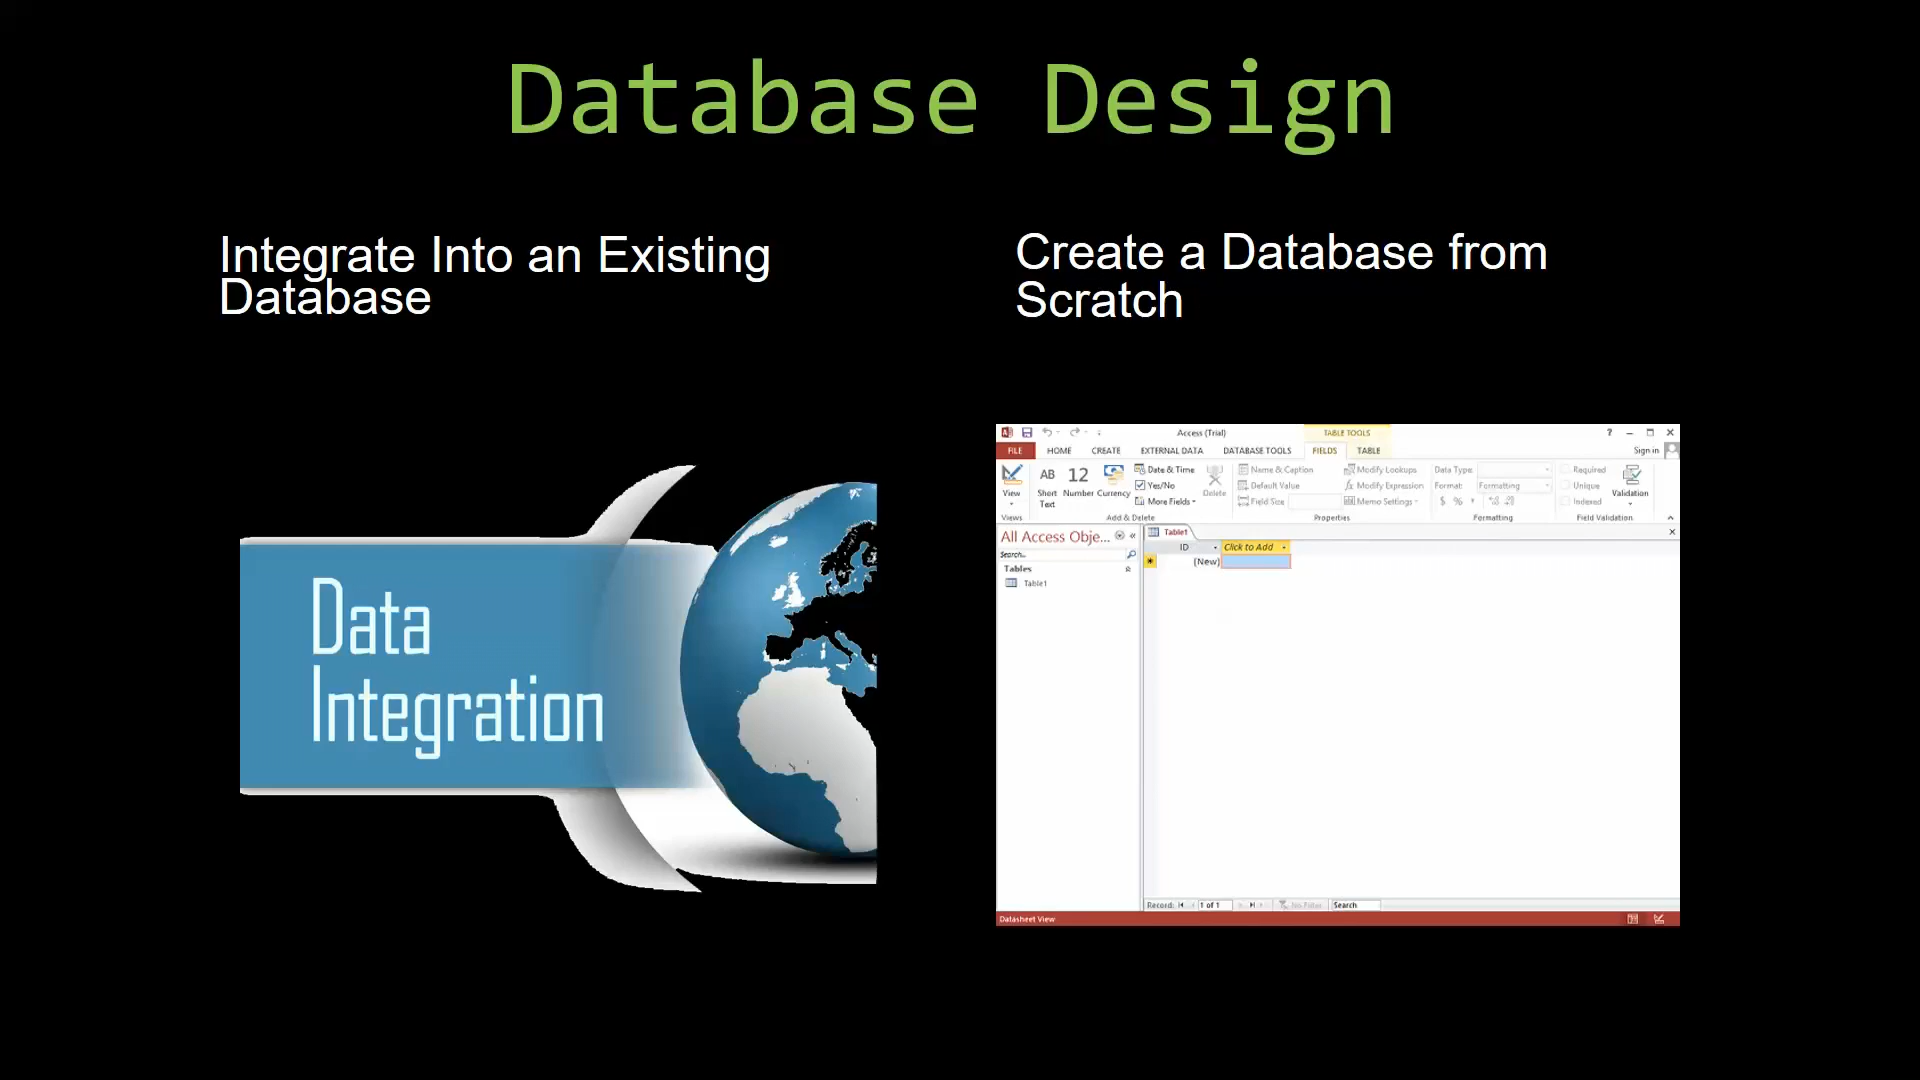 Database Design
Integrate Into an Existing
Database
Create a Database from
Scratch
Data
Integration
Access (Trial)
TABLE TOOLS
?
FILE HOME CREATE EXTERNAL DATA DATABASE TOOLS FIELDS TABLE
Sign in
View
Views
AB
Short
Text
12
Number
Currency
Date & Time
Yes/No
More Fields
Delete
Add & Delete
Name & Caption
Default Value
Field Size
Modify Lookups
Modify Expression
Memo Settings
Properties
Data Type:
Format: Formatting
$ %
Formatting
Required
Unique
Indexed
Validation
Field Validation
All Access Obje...
Search...
Tables
Table1
Table1
ID Click to Add
(New)
Record: 1 of 1 No Filter Search
Datasheet View